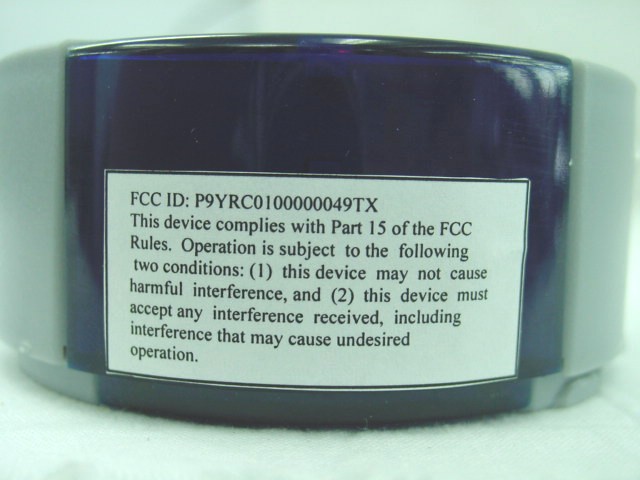 FCC ID: P9YRC0100000049TX
This device complies with Part 15 of the FCC
Rules. Operation is subject to the following
two conditions: (1) this device may not cause
harmful interference, and (2) this device must
accept any interference received, including
interference that may cause undesired
operation.